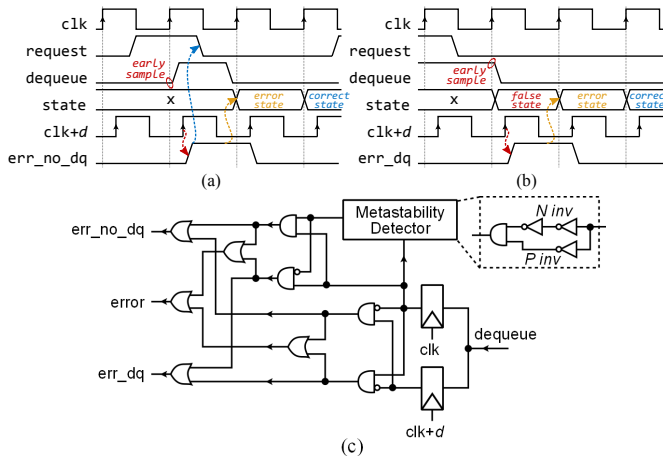 clk
request
dequeue
early
sample
state
x
error
state
correct
state
clk+d
err_no_dq
(a)
clk
request
dequeue
early
sample
state
x
false
state
error
state
correct
state
clk+d
err_dq
(b)
err_no_dq
error
err_dq
Metastability
Detector
N inv
P inv
clk
dequeue
clk+d
(c)